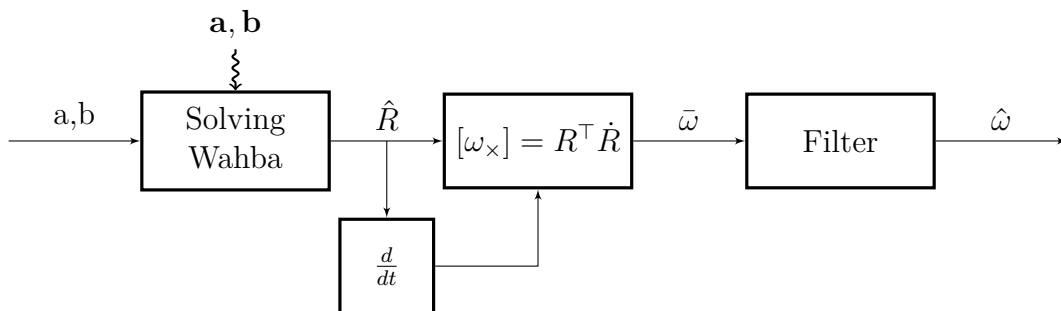 a, b
a,b
Solving
Wahba
R̂
[ω×] = R⊤Ṙ
ω̄
Filter
ω̂
d
dt